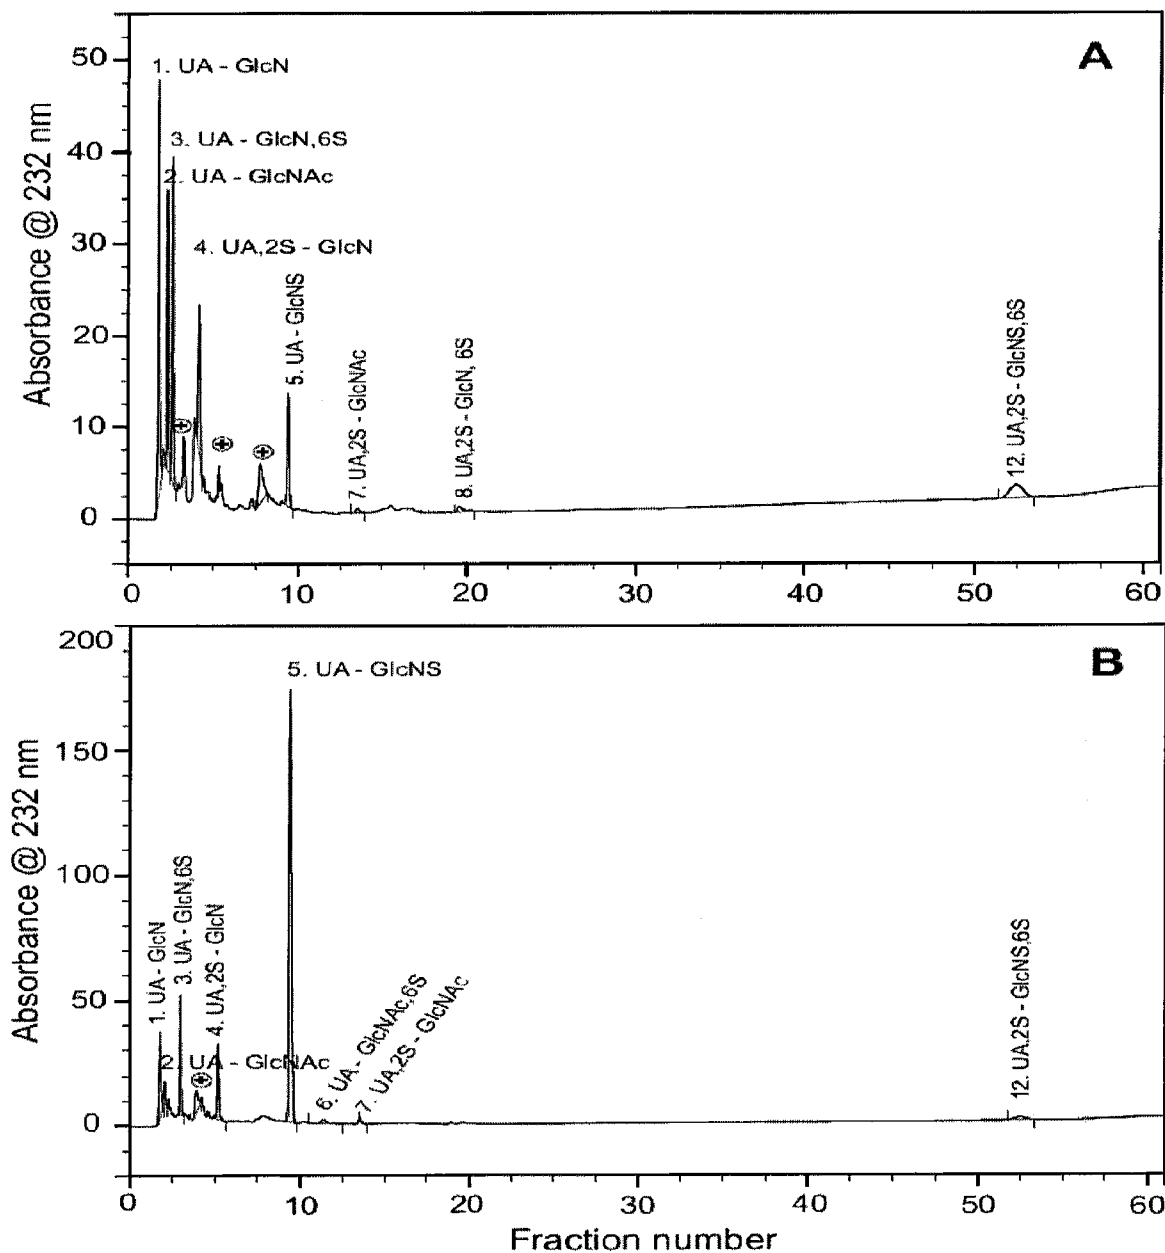 A
Absorbance @ 232 nm
50
40
30
20
10
0
1. UA - GlcN
3. UA - GlcN,6S
2. UA - GlcNAc
4. UA,2S - GlcN
5. UA - GlcNS
7. UA,2S - GlcNAc
8. UA,2S - GlcN, 6S
12. UA,2S - GlcNS,6S
0 10 20 30 40 50 60
B
Absorbance @ 232 nm
200
150
100
50
0
5. UA - GlcNS
1. UA - GlcN
3. UA - GlcN,6S
4. UA,2S - GlcN
2. UA - GlcNAc
6. UA - GlcNAc,6S
7. UA,2S - GlcNAc
12. UA,2S - GlcNS,6S
0 10 20 30 40 50 60
Fraction number